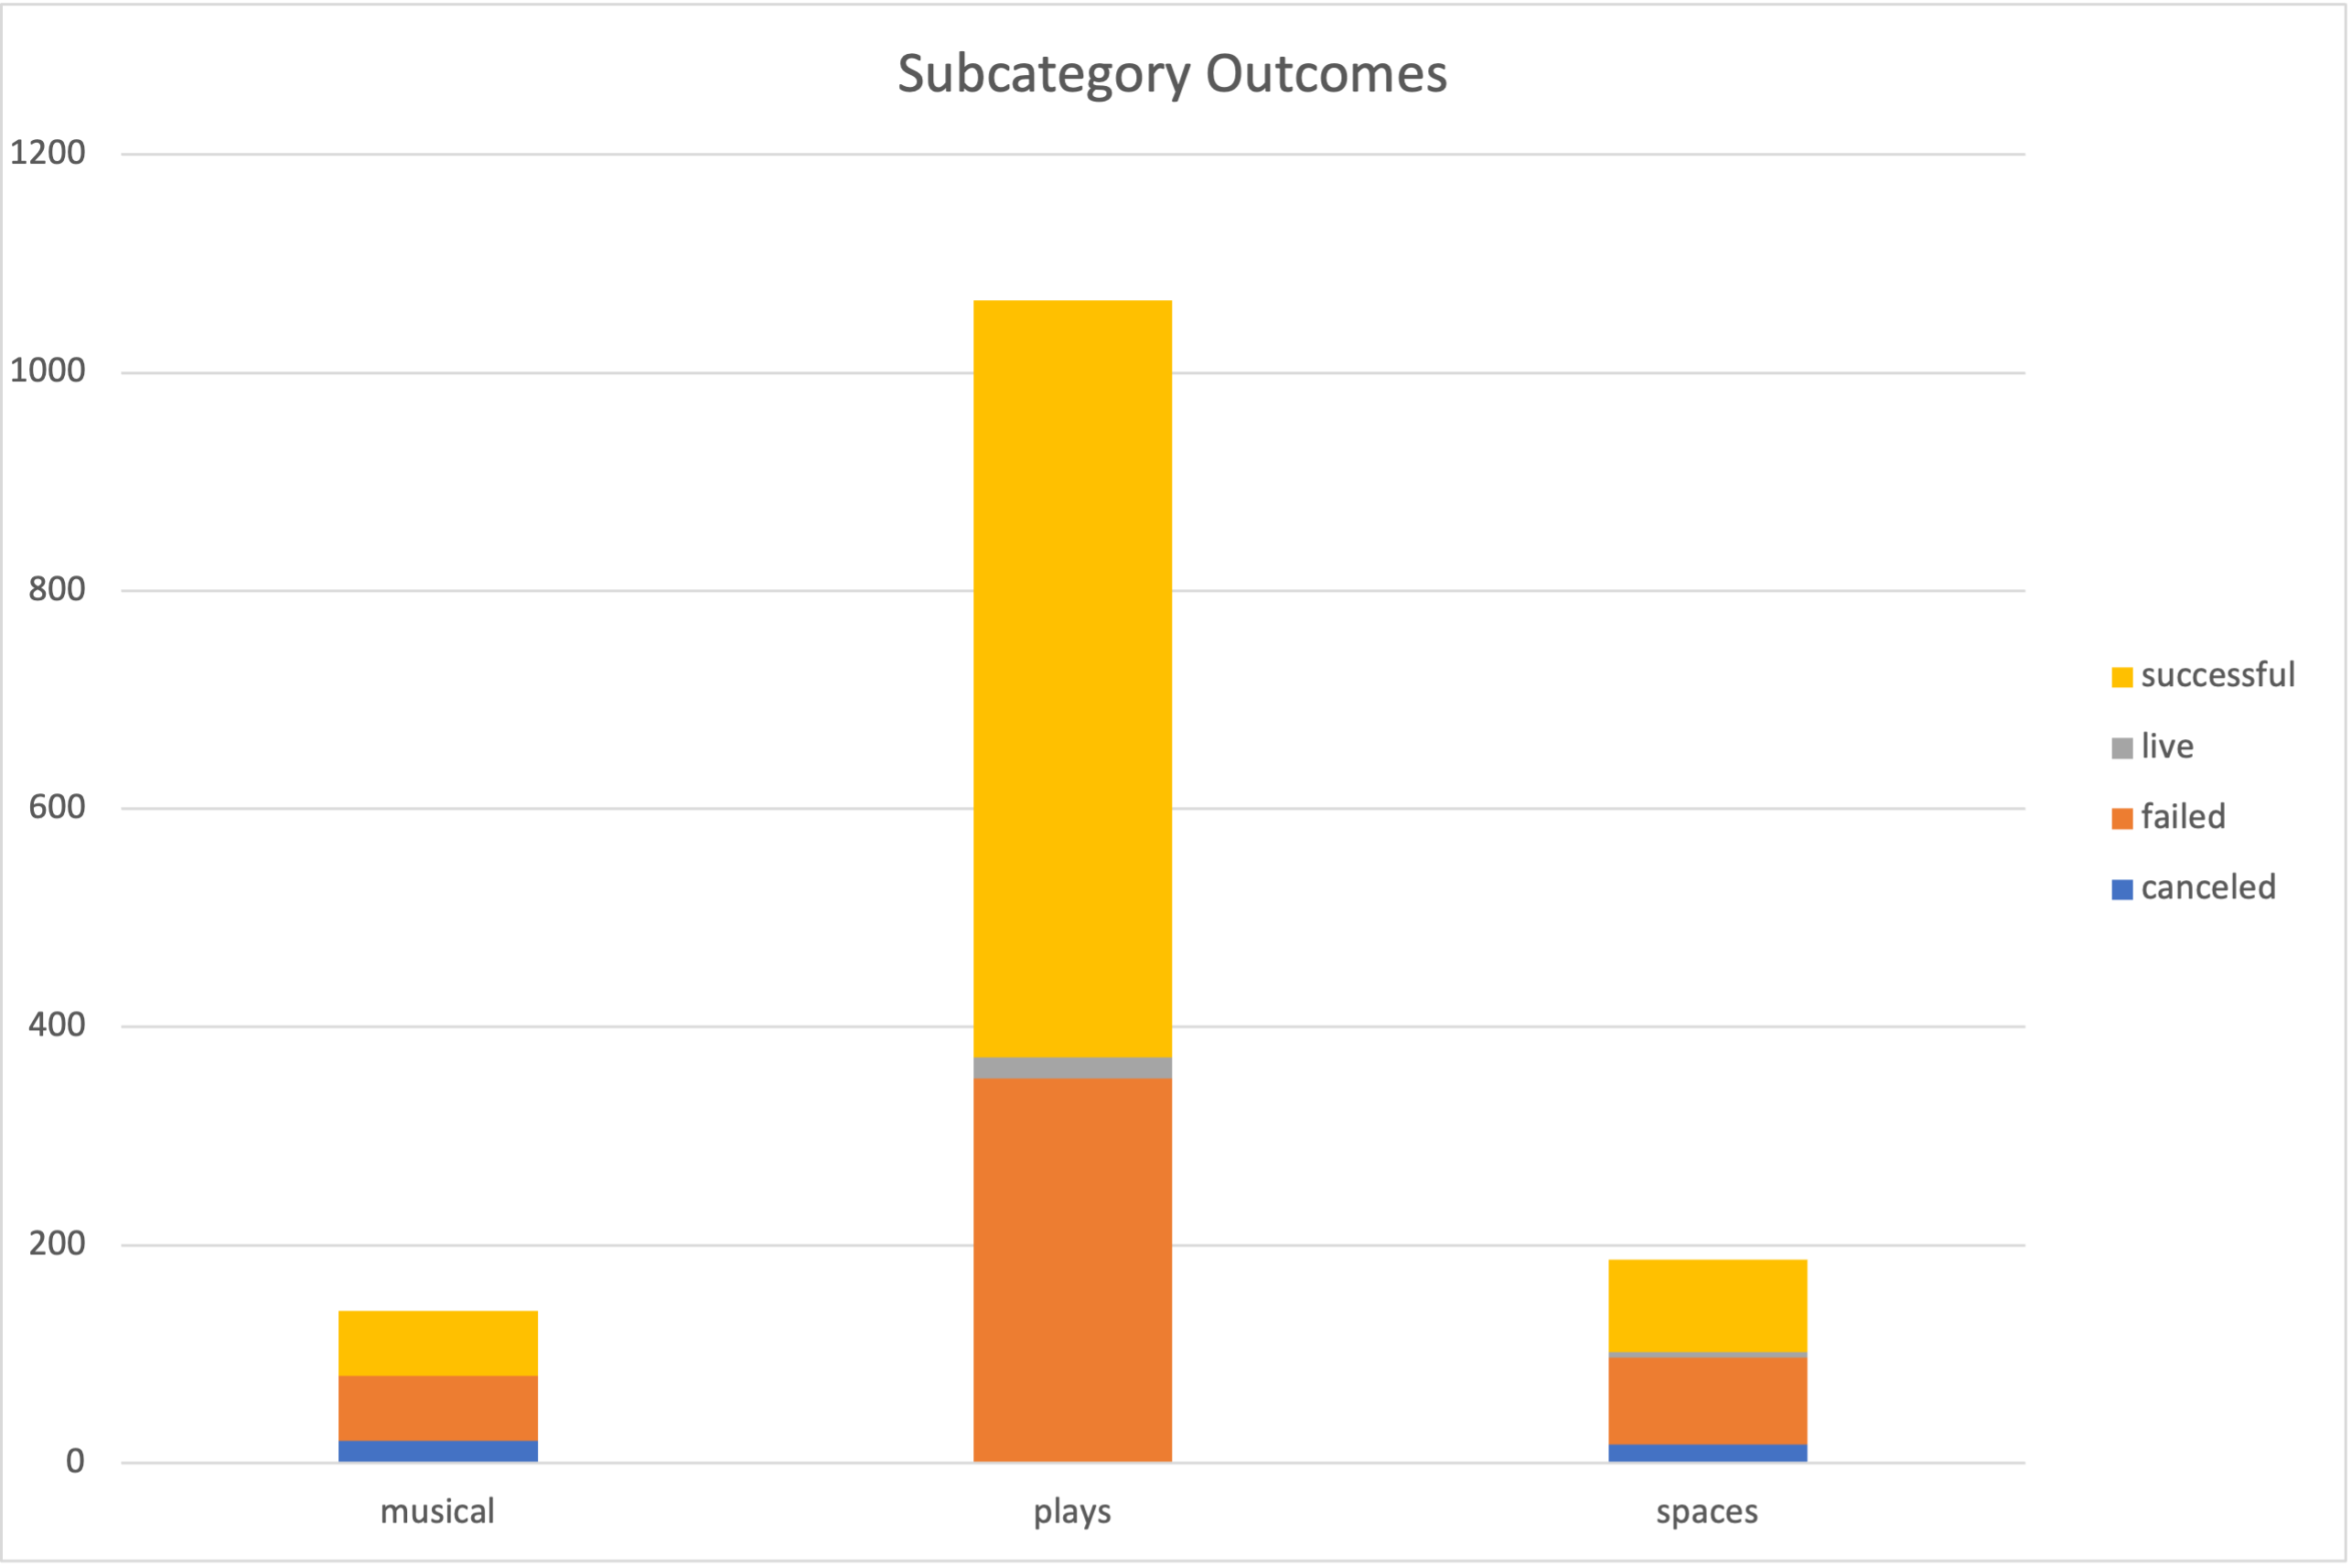 Subcategory Outcomes
1200
1000
800
600
400
200
0
musical
plays
spaces
successful
live
failed
canceled